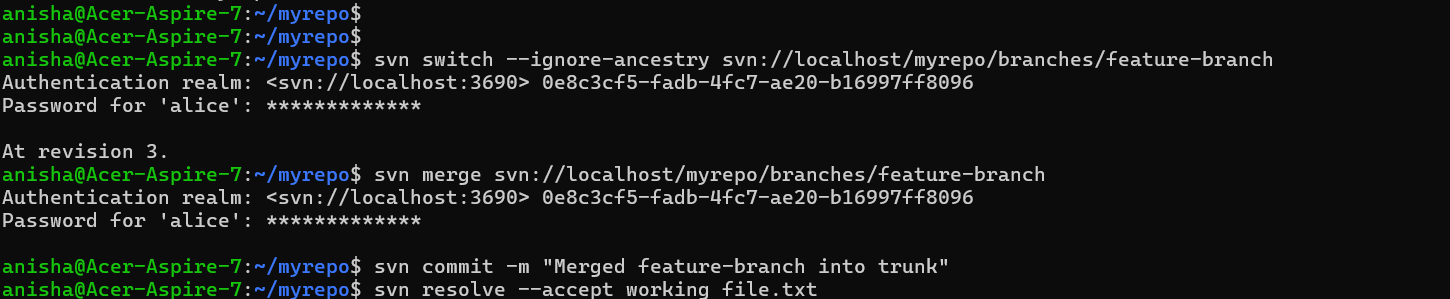 anisha@Acer-Aspire-7:~/myrepo$
anisha@Acer-Aspire-7:~/myrepo$
anisha@Acer-Aspire-7:~/myrepo$ svn switch --ignore-ancestry svn://localhost/myrepo/branches/feature-branch
Authentication realm: <svn://localhost:3690> 0e8c3cf5-fadb-4fc7-ae20-b16997ff8096
Password for 'alice': *************

At revision 3.
anisha@Acer-Aspire-7:~/myrepo$ svn merge svn://localhost/myrepo/branches/feature-branch
Authentication realm: <svn://localhost:3690> 0e8c3cf5-fadb-4fc7-ae20-b16997ff8096
Password for 'alice': *************

anisha@Acer-Aspire-7:~/myrepo$ svn commit -m "Merged feature-branch into trunk"
anisha@Acer-Aspire-7:~/myrepo$ svn resolve --accept working file.txt